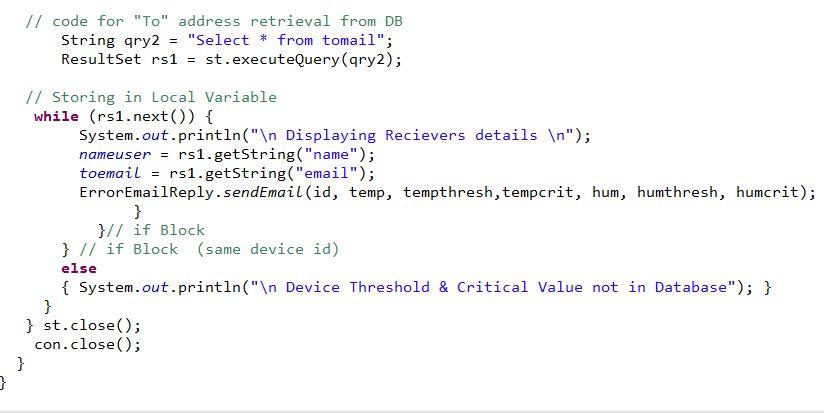 // code for "To" address retrieval from DB
String qry2 = "Select * from tomail";
ResultSet rs1 = st.executeQuery(qry2);
// Storing in Local Variable
while (rs1.next()) {
System.out.println("\n Displaying Recievers details \n");
nameuser = rs1.getString("name");
toemail = rs1.getString("email");
ErrorEmailReply.sendEmail(id, temp, tempthresh,tempcrit, hum, humthresh, humcrit);
}
}// if Block
} // if Block  (same device id)
else
{ System.out.println("\n Device Threshold & Critical Value not in Database"); }
}
} st.close();
con.close();
}
}